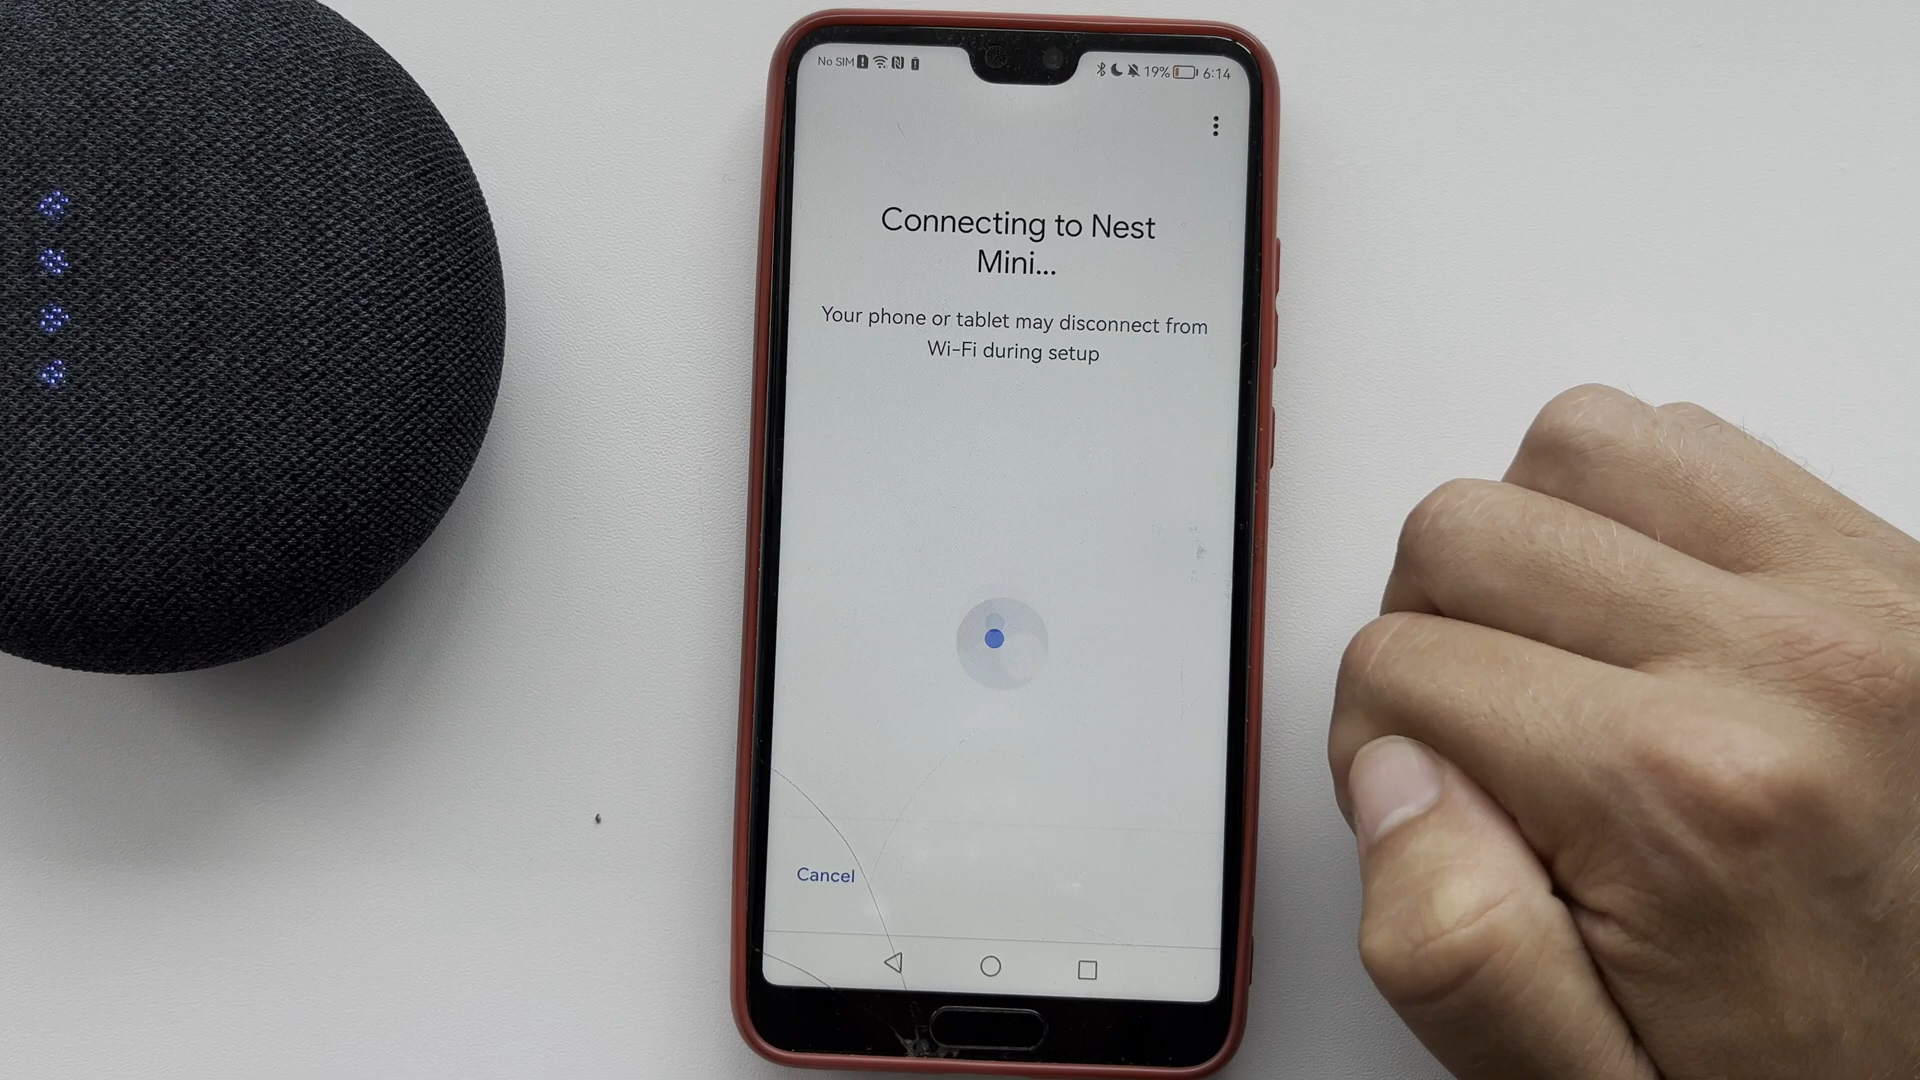 No SIM 19% 6:14
Connecting to Nest
Mini...
Your phone or tablet may disconnect from
Wi-Fi during setup
Cancel